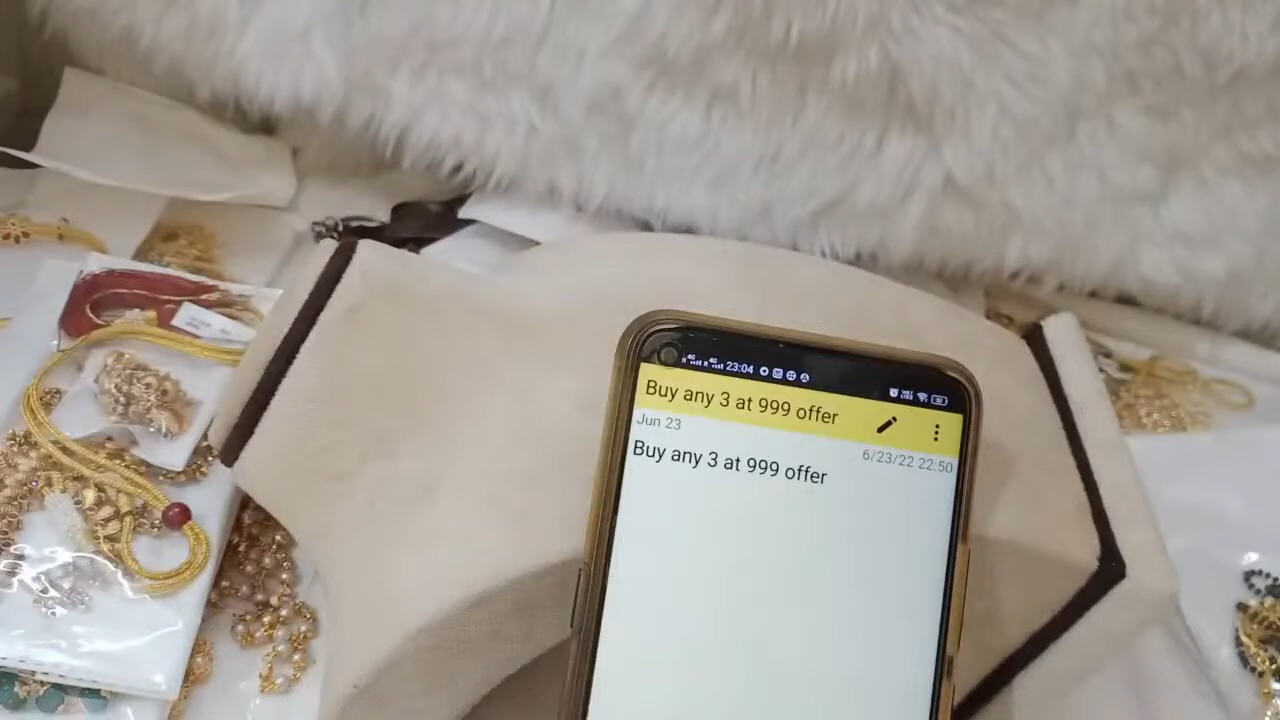 23:04
Buy any 3 at 999 offer
Jun 23
6/23/22 22:50
Buy any 3 at 999 offer